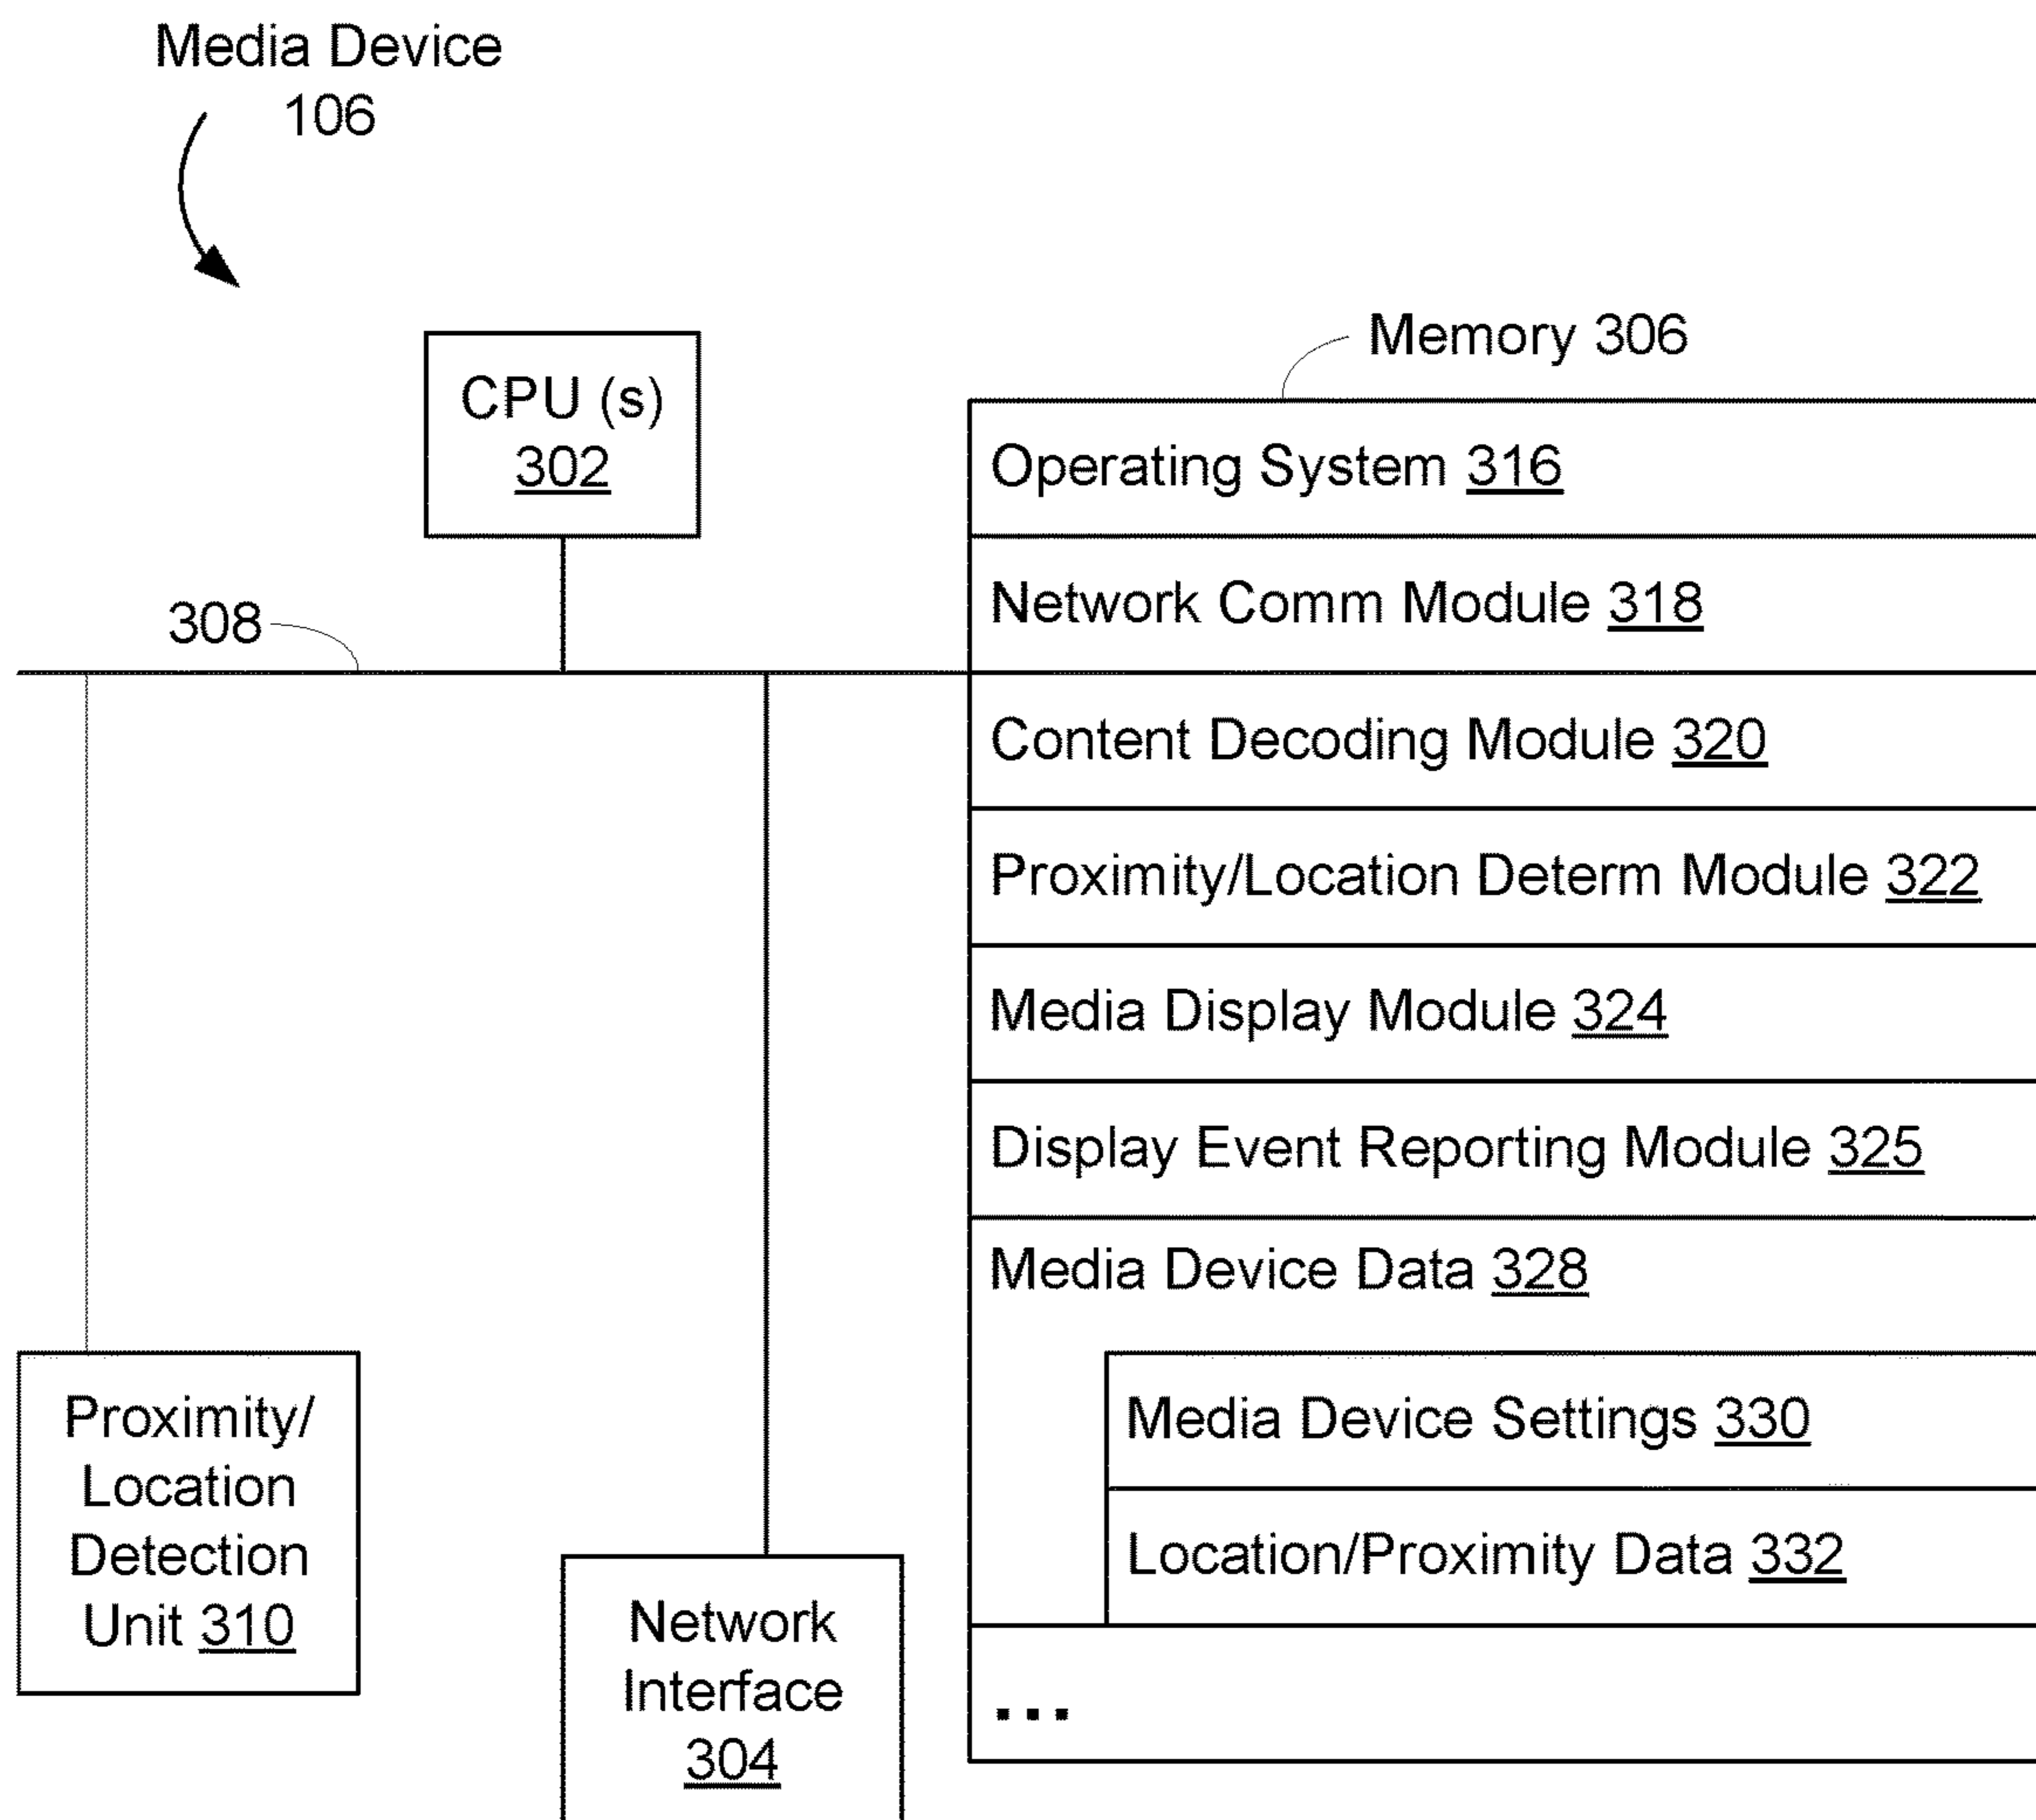 Media Device
106
CPU (s)
302
308
Memory 306
Operating System 316
Network Comm Module 318
Content Decoding Module 320
Proximity/Location Determ Module 322
Media Display Module 324
Display Event Reporting Module 325
Media Device Data 328
Media Device Settings 330
Location/Proximity Data 332
...
Proximity/
Location
Detection
Unit 310
Network
Interface
304